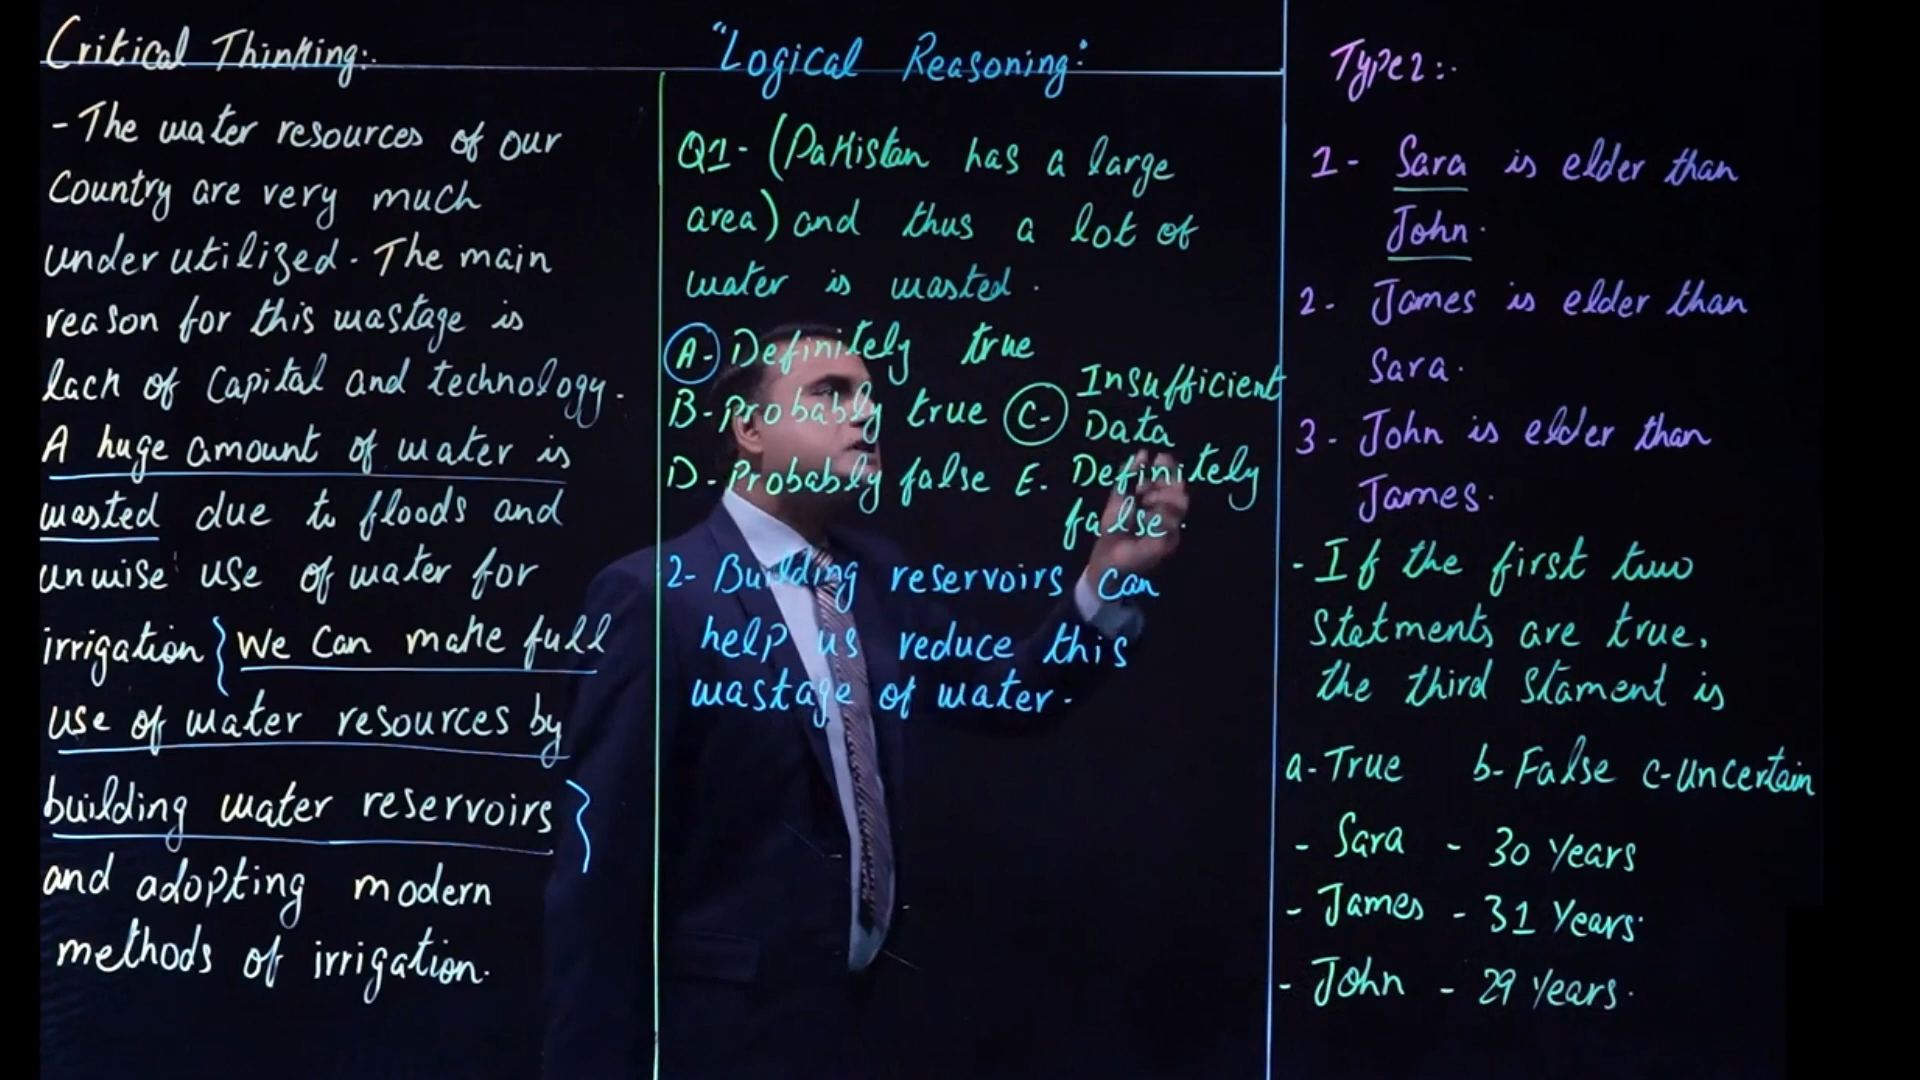 Critical Thinking:.
- The water resources of our
Country are very much
under utilized. The main
reason for this wastage is
lack of Capital and technology.
A huge amount of water is
wasted due to floods and
unwise use of water for
irrigation } We Can make full
use of water resources by
building water reservoirs }
and adopting modern
methods of irrigation.
"Logical Reasoning:"
Q1- (Pakistan has a large
area) and thus a lot of
water is wasted.
A- Definitely true
B- Probably true C- Insufficient
Data
D- Probably false E. Definitely
false.
2- Building reservoirs can
help us reduce this
wastage of water.
Type 2:.
1- Sara is elder than
John.
2- James is elder than
Sara.
3- John is elder than
James.
- If the first two
Statments are true,
the third Stament is
a- True b- False c- Uncertain
- Sara - 30 Years
- James - 31 Years.
- John - 29 Years.